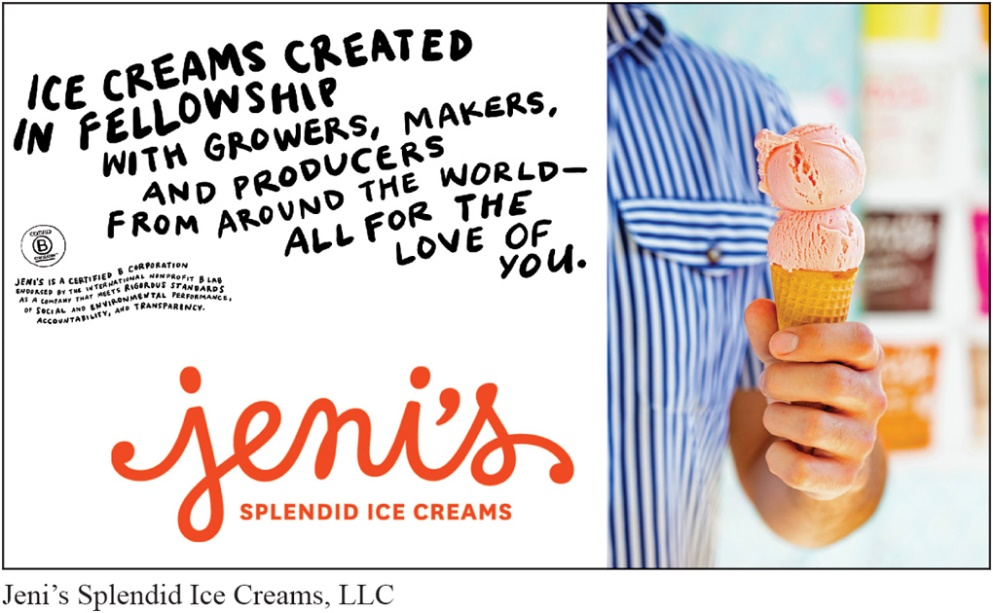 ICE CREAMS CREATED
IN FELLOWSHIP
WITH GROWERS, MAKERS,
AND PRODUCERS
FROM AROUND THE WORLD—
ALL FOR THE
LOVE OF
YOU.
CERTIFIED
B
CORPORATION
JENI'S IS A CERTIFIED B CORPORATION
ENDORSED BY THE INTERNATIONAL NONPROFIT B LAB
AS A COMPANY THAT MEETS RIGOROUS STANDARDS
OF SOCIAL AND ENVIRONMENTAL PERFORMANCE,
ACCOUNTABILITY, AND TRANSPARENCY.
jeni's
SPLENDID ICE CREAMS
Jeni's Splendid Ice Creams, LLC